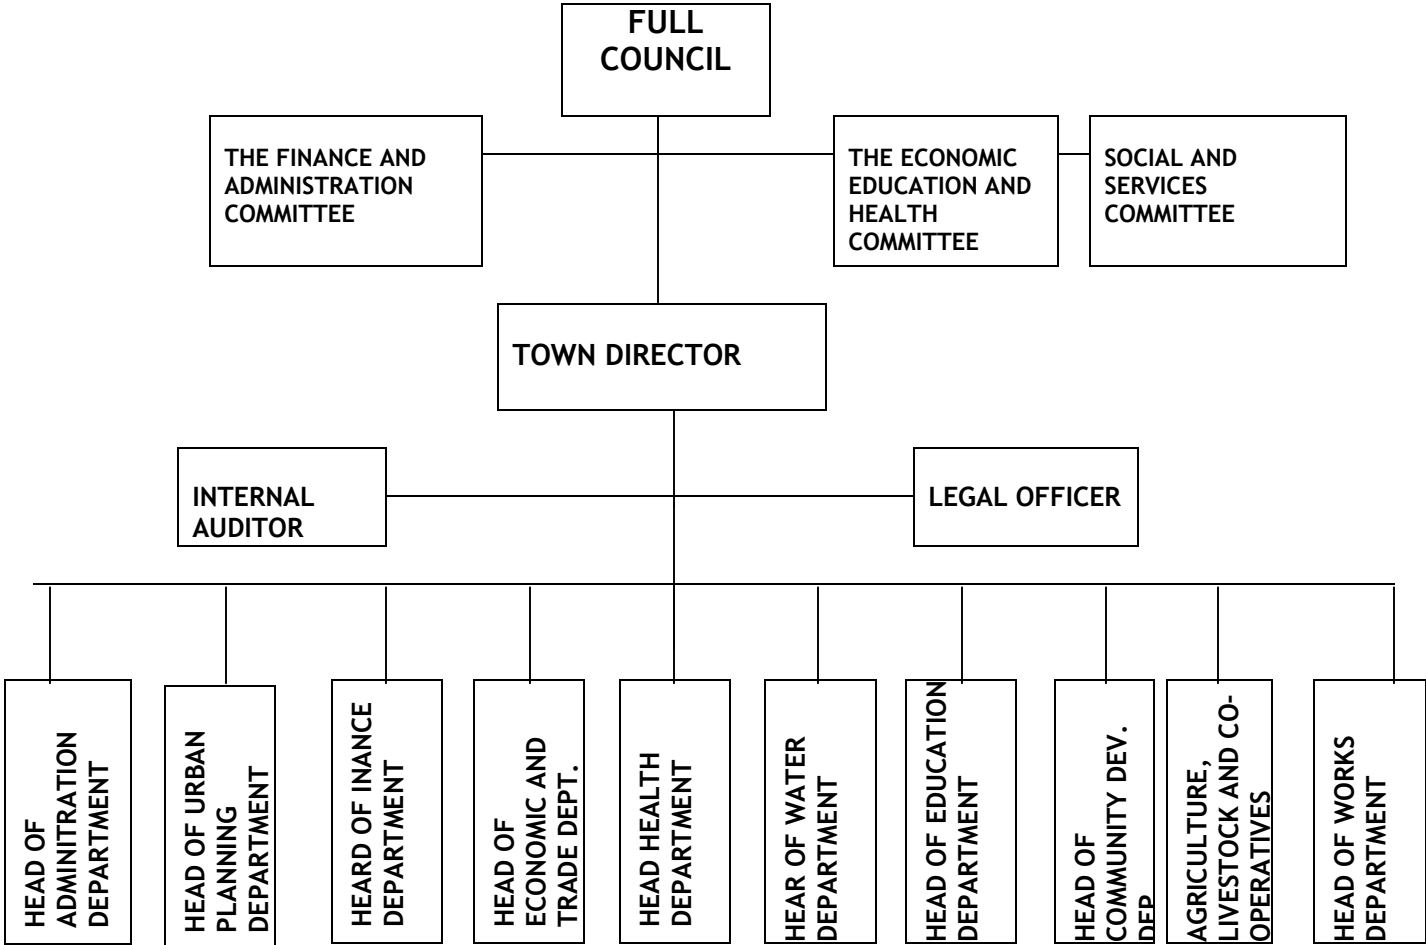 FULL
COUNCIL
THE FINANCE AND
ADMINISTRATION
COMMITTEE
THE ECONOMIC
EDUCATION AND
HEALTH
COMMITTEE
SOCIAL AND
SERVICES
COMMITTEE
TOWN DIRECTOR
INTERNAL
AUDITOR
LEGAL OFFICER
HEAD OF
ADMINITRATION
DEPARTMENT
HEAD OF URBAN
PLANNING
DEPARTMENT
HEARD OF INANCE
DEPARTMENT
HEAD OF
ECONOMIC AND
TRADE DEPT.
HEAD HEALTH
DEPARTMENT
HEAR OF WATER
DEPARTMENT
HEAD OF EDUCATION
DEPARTMENT
HEAD OF
COMMUNITY DEV.
DEP
AGRICULTURE,
LIVESTOCK AND CO-
OPERATIVES
HEAD OF WORKS
DEPARTMENT